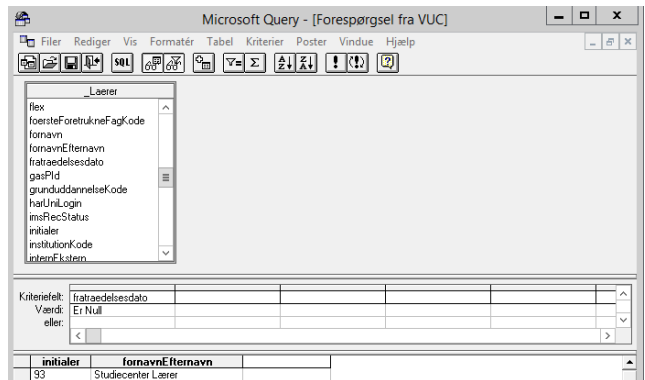 Microsoft Query - [Forespørgsel fra VUC]
Filer Rediger Vis Formatér Tabel Kriterier Poster Vindue Hjælp
SQL
_Laerer
flex
foersteForetrukneFagKode
fornavn
fornavnEfternavn
fratraedelsesdato
gasPId
grunduddannelseKode
harUniLogin
imsRecStatus
initialer
institutionKode
internEkstern
Kriteriefelt: fratraedelsesdato
Værdi: Er Null
eller:
initialer fornavnEfternavn
93 Studiecenter Lærer